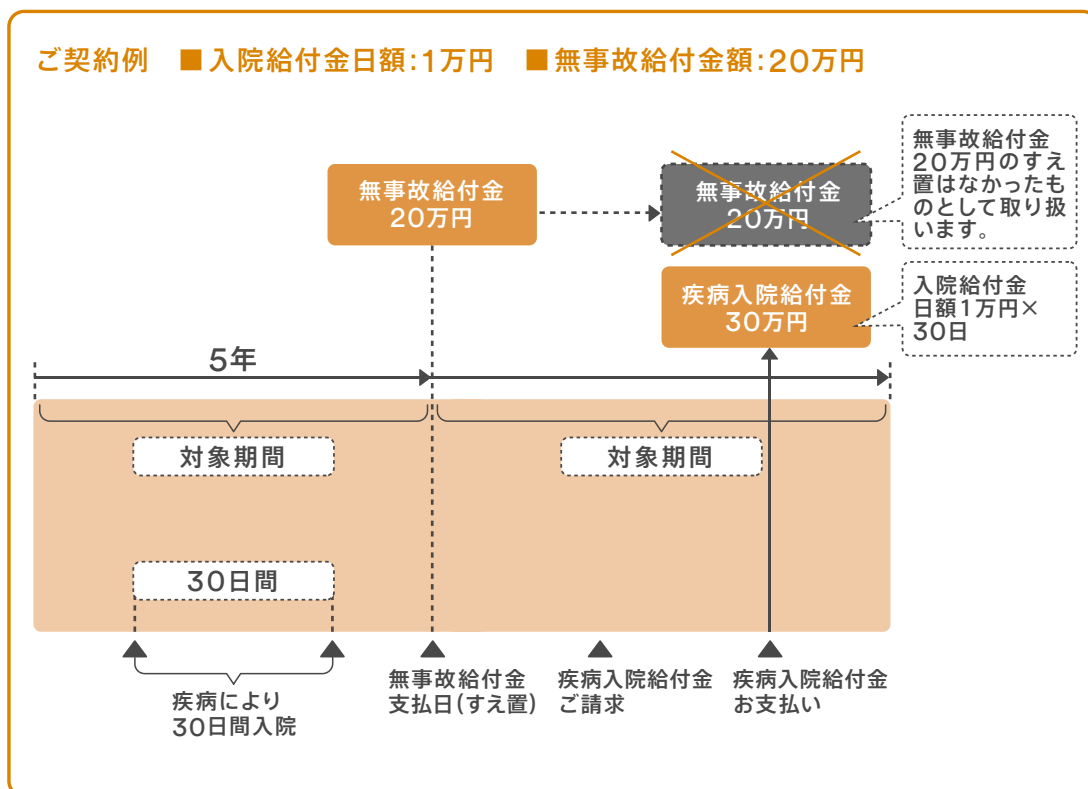 ご契約例 ■入院給付金日額:1万円 ■無事故給付金額:20万円
無事故給付金
20万円
無事故給付金
20万円
無事故給付金
20万円のすえ
置はなかったも
のとして取り扱
います。
疾病入院給付金
30万円
入院給付金
日額1万円×
30日
5年
対象期間
対象期間
30日間
疾病により
30日間入院
無事故給付金
支払日(すえ置)
疾病入院給付金
ご請求
疾病入院給付金
お支払い